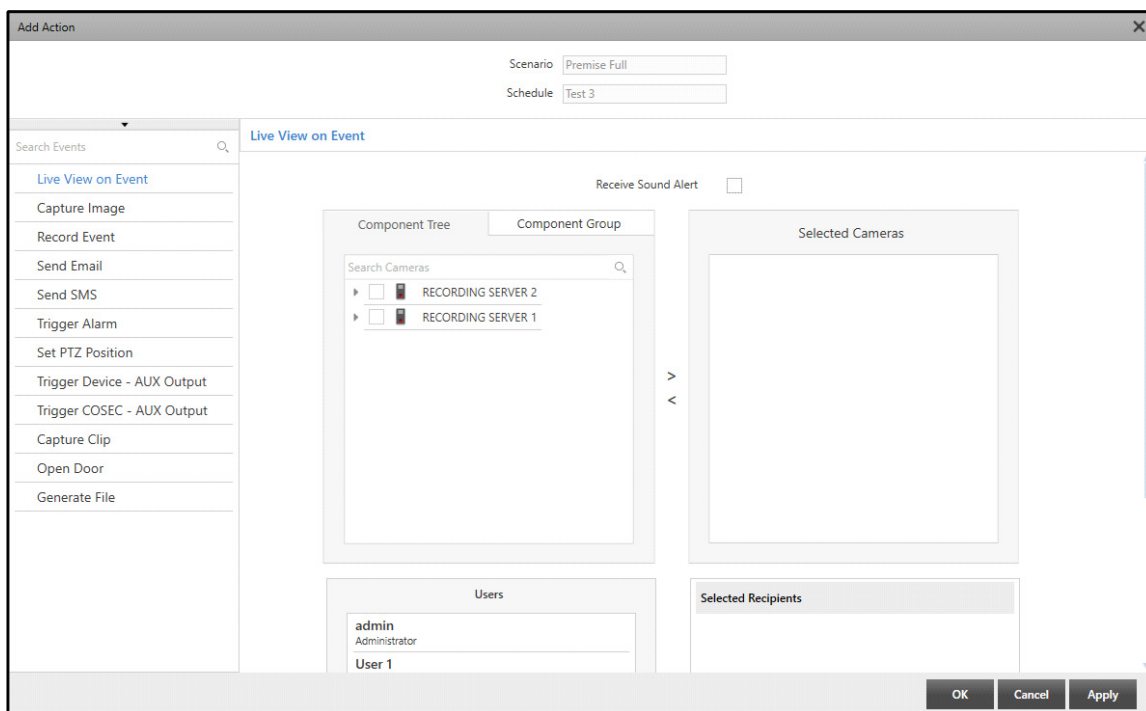 Add Action
Scenario Premise Full
Schedule Test 3
Search Events
Live View on Event
Capture Image
Record Event
Send Email
Send SMS
Trigger Alarm
Set PTZ Position
Trigger Device - AUX Output
Trigger COSEC - AUX Output
Capture Clip
Open Door
Generate File
Live View on Event
Receive Sound Alert
Component Tree
Component Group
Search Cameras
RECORDING SERVER 2
RECORDING SERVER 1
>
<
Selected Cameras
Users
admin
Administrator
User 1
Selected Recipients
OK
Cancel
Apply